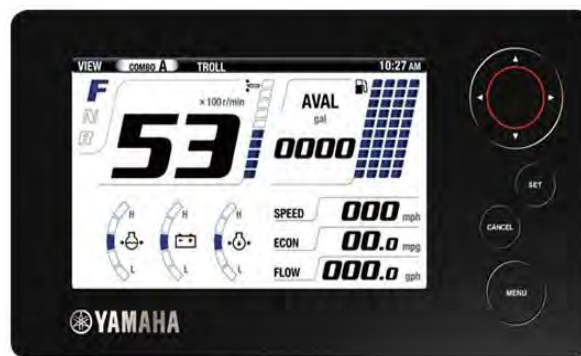 VIEW COMBO A TROLL 10:27 AM
F
N
R
×100 r/min
53
AVAL
gal
0000
H H H
L L L
SPEED 000 mph
ECON 00.0 mpg
FLOW 000.0 gph
SET
CANCEL
MENU
YAMAHA